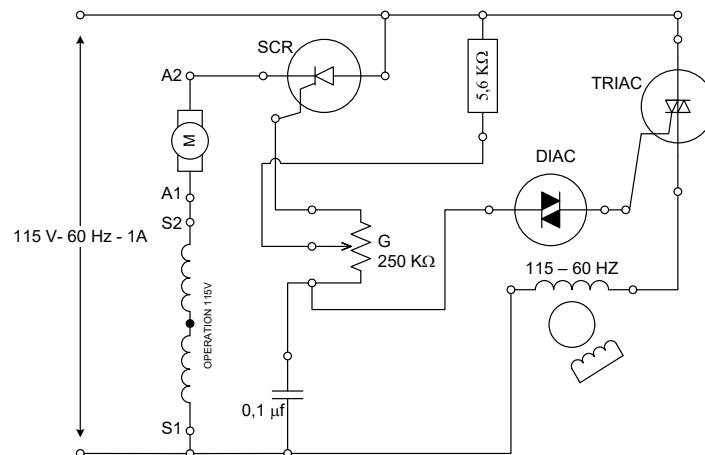 SCR
A2
5,6 KΩ
TRIAC
M
DIAC
A1
S2
115 V- 60 Hz - 1A
G
250 KΩ
115 – 60 HZ
OPERATION 115V
0,1 µf
S1